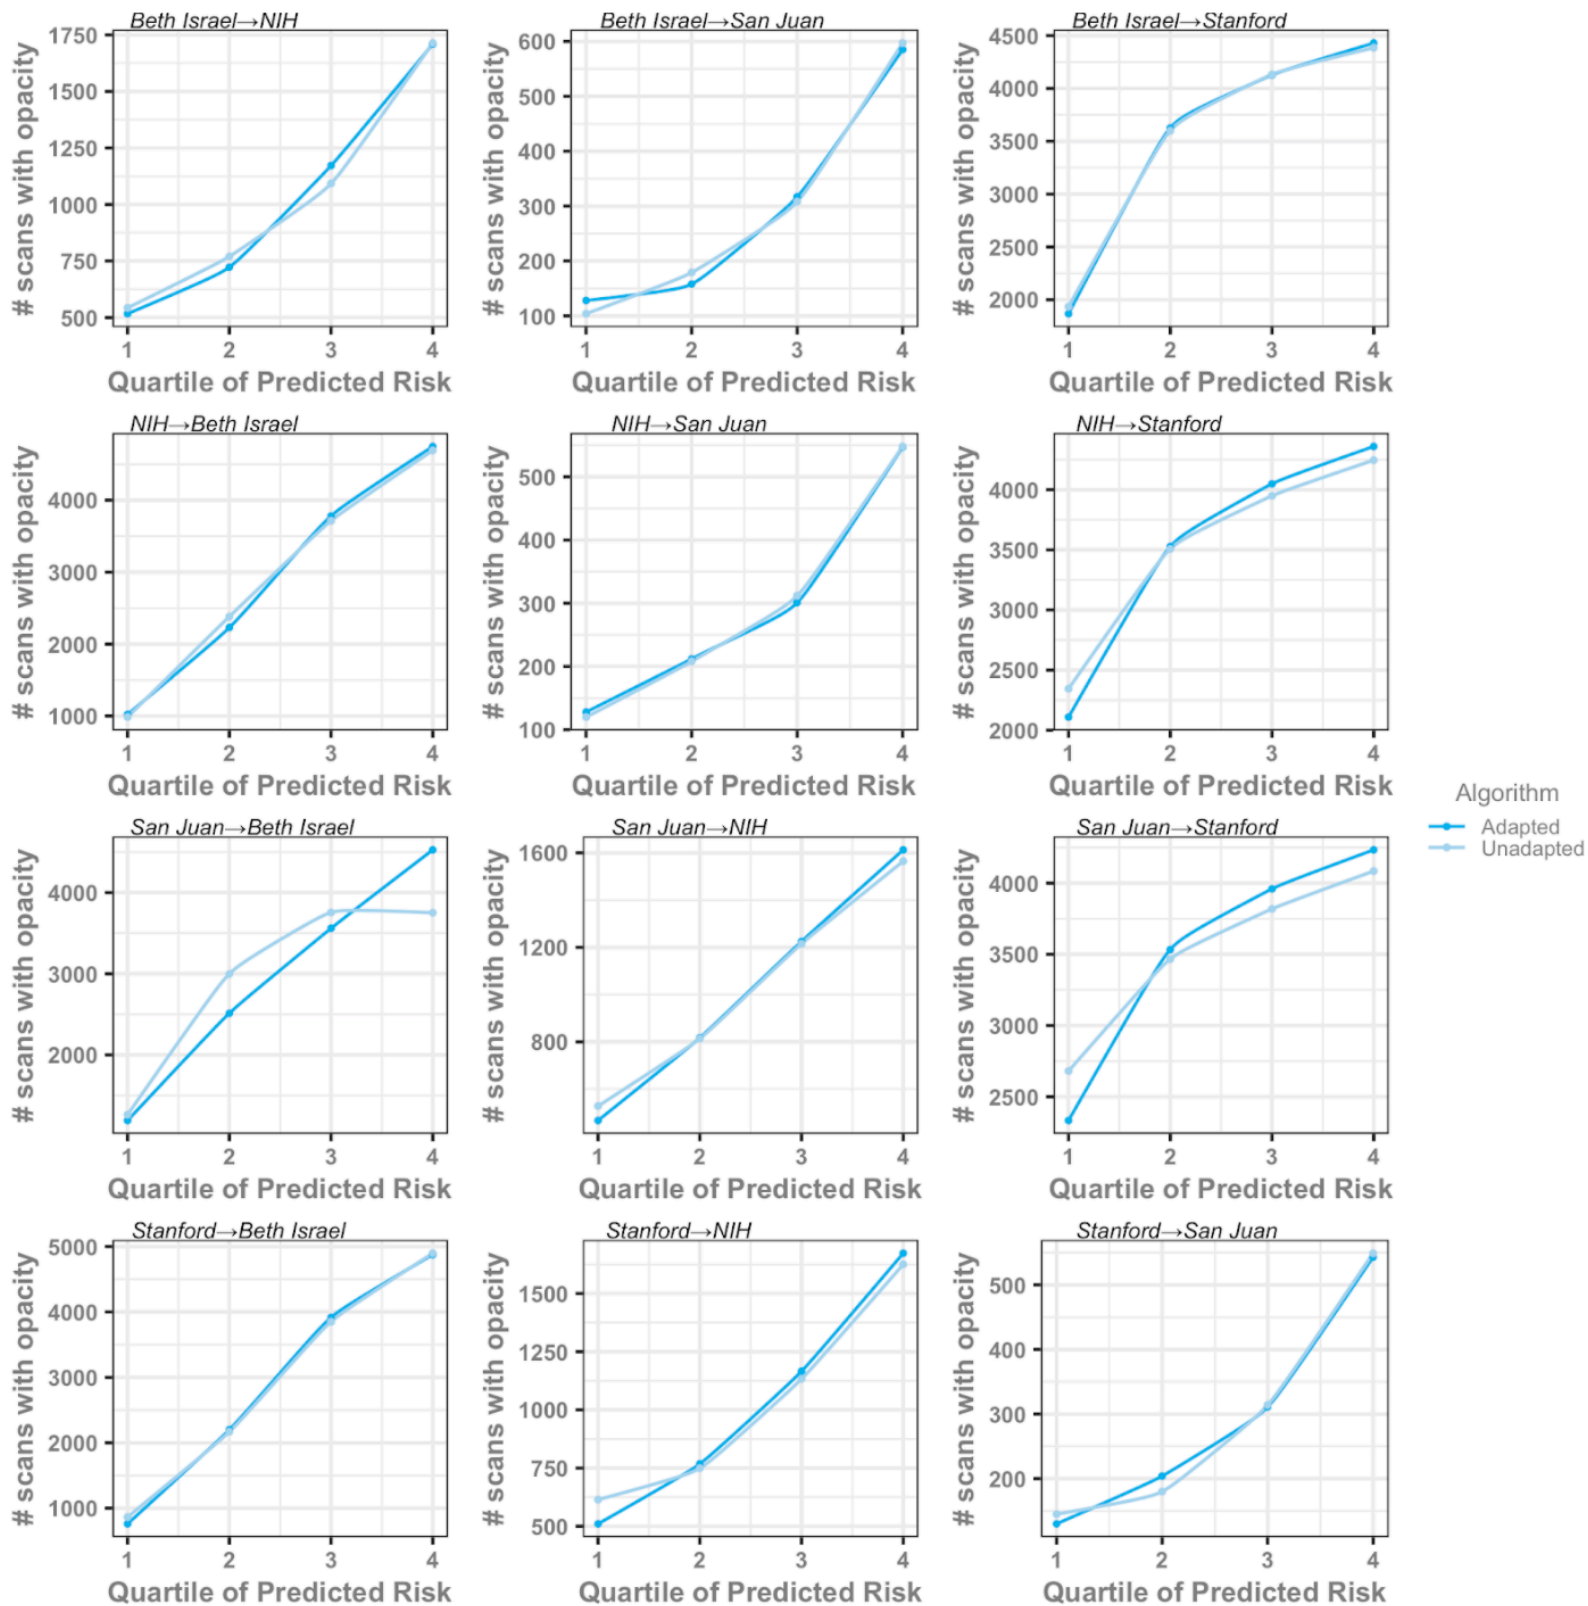 Beth Israel→NIH
# scans with opacity
1750
1500
1250
1000
750
500
1 2 3 4
Quartile of Predicted Risk
Beth Israel→San Juan
# scans with opacity
600
500
400
300
200
100
1 2 3 4
Quartile of Predicted Risk
Beth Israel→Stanford
# scans with opacity
4500
4000
3500
3000
2500
2000
1 2 3 4
Quartile of Predicted Risk
NIH→Beth Israel
# scans with opacity
4000
3000
2000
1000
1 2 3 4
Quartile of Predicted Risk
NIH→San Juan
# scans with opacity
500
400
300
200
100
1 2 3 4
Quartile of Predicted Risk
NIH→Stanford
# scans with opacity
4000
3500
3000
2500
2000
1 2 3 4
Quartile of Predicted Risk
San Juan→Beth Israel
# scans with opacity
4000
3000
2000
1 2 3 4
Quartile of Predicted Risk
San Juan→NIH
# scans with opacity
1600
1200
800
1 2 3 4
Quartile of Predicted Risk
San Juan→Stanford
# scans with opacity
4000
3500
3000
2500
1 2 3 4
Quartile of Predicted Risk
Algorithm
Adapted
Unadapted
Stanford→Beth Israel
# scans with opacity
5000
4000
3000
2000
1000
1 2 3 4
Quartile of Predicted Risk
Stanford→NIH
# scans with opacity
1500
1250
1000
750
500
1 2 3 4
Quartile of Predicted Risk
Stanford→San Juan
# scans with opacity
500
400
300
200
1 2 3 4
Quartile of Predicted Risk